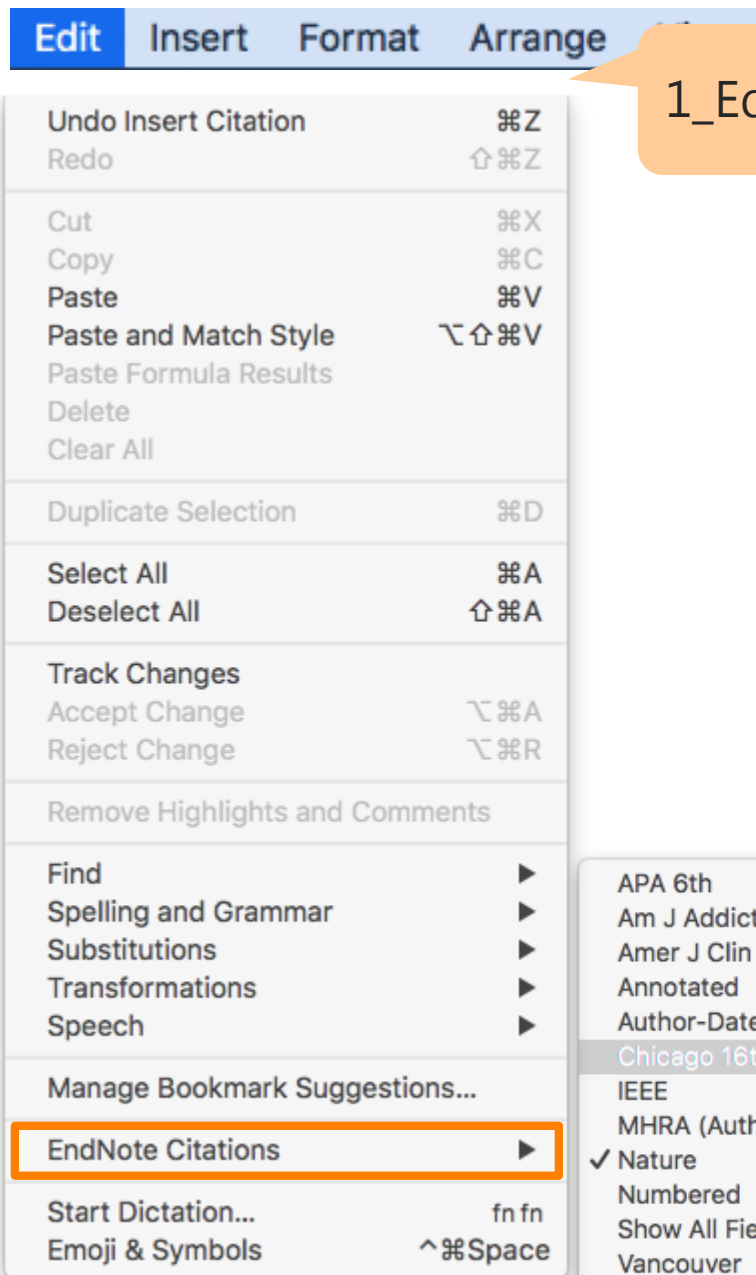 Edit Insert Format Arrange
1_Ed
Undo Insert Citation ⌘Z
Redo ⇧⌘Z
Cut ⌘X
Copy ⌘C
Paste ⌘V
Paste and Match Style ⌥⇧⌘V
Paste Formula Results
Delete
Clear All
Duplicate Selection ⌘D
Select All ⌘A
Deselect All ⇧⌘A
Track Changes
Accept Change ⌥⌘A
Reject Change ⌥⌘R
Remove Highlights and Comments
Find ▶
Spelling and Grammar ▶
Substitutions ▶
Transformations ▶
Speech ▶
Manage Bookmark Suggestions...
EndNote Citations ▶
Start Dictation... fn fn
Emoji & Symbols ^⌘Space
APA 6th
Am J Addict
Amer J Clin
Annotated
Author-Date
Chicago 16t
IEEE
MHRA (Auth
✓ Nature
Numbered
Show All Fie
Vancouver